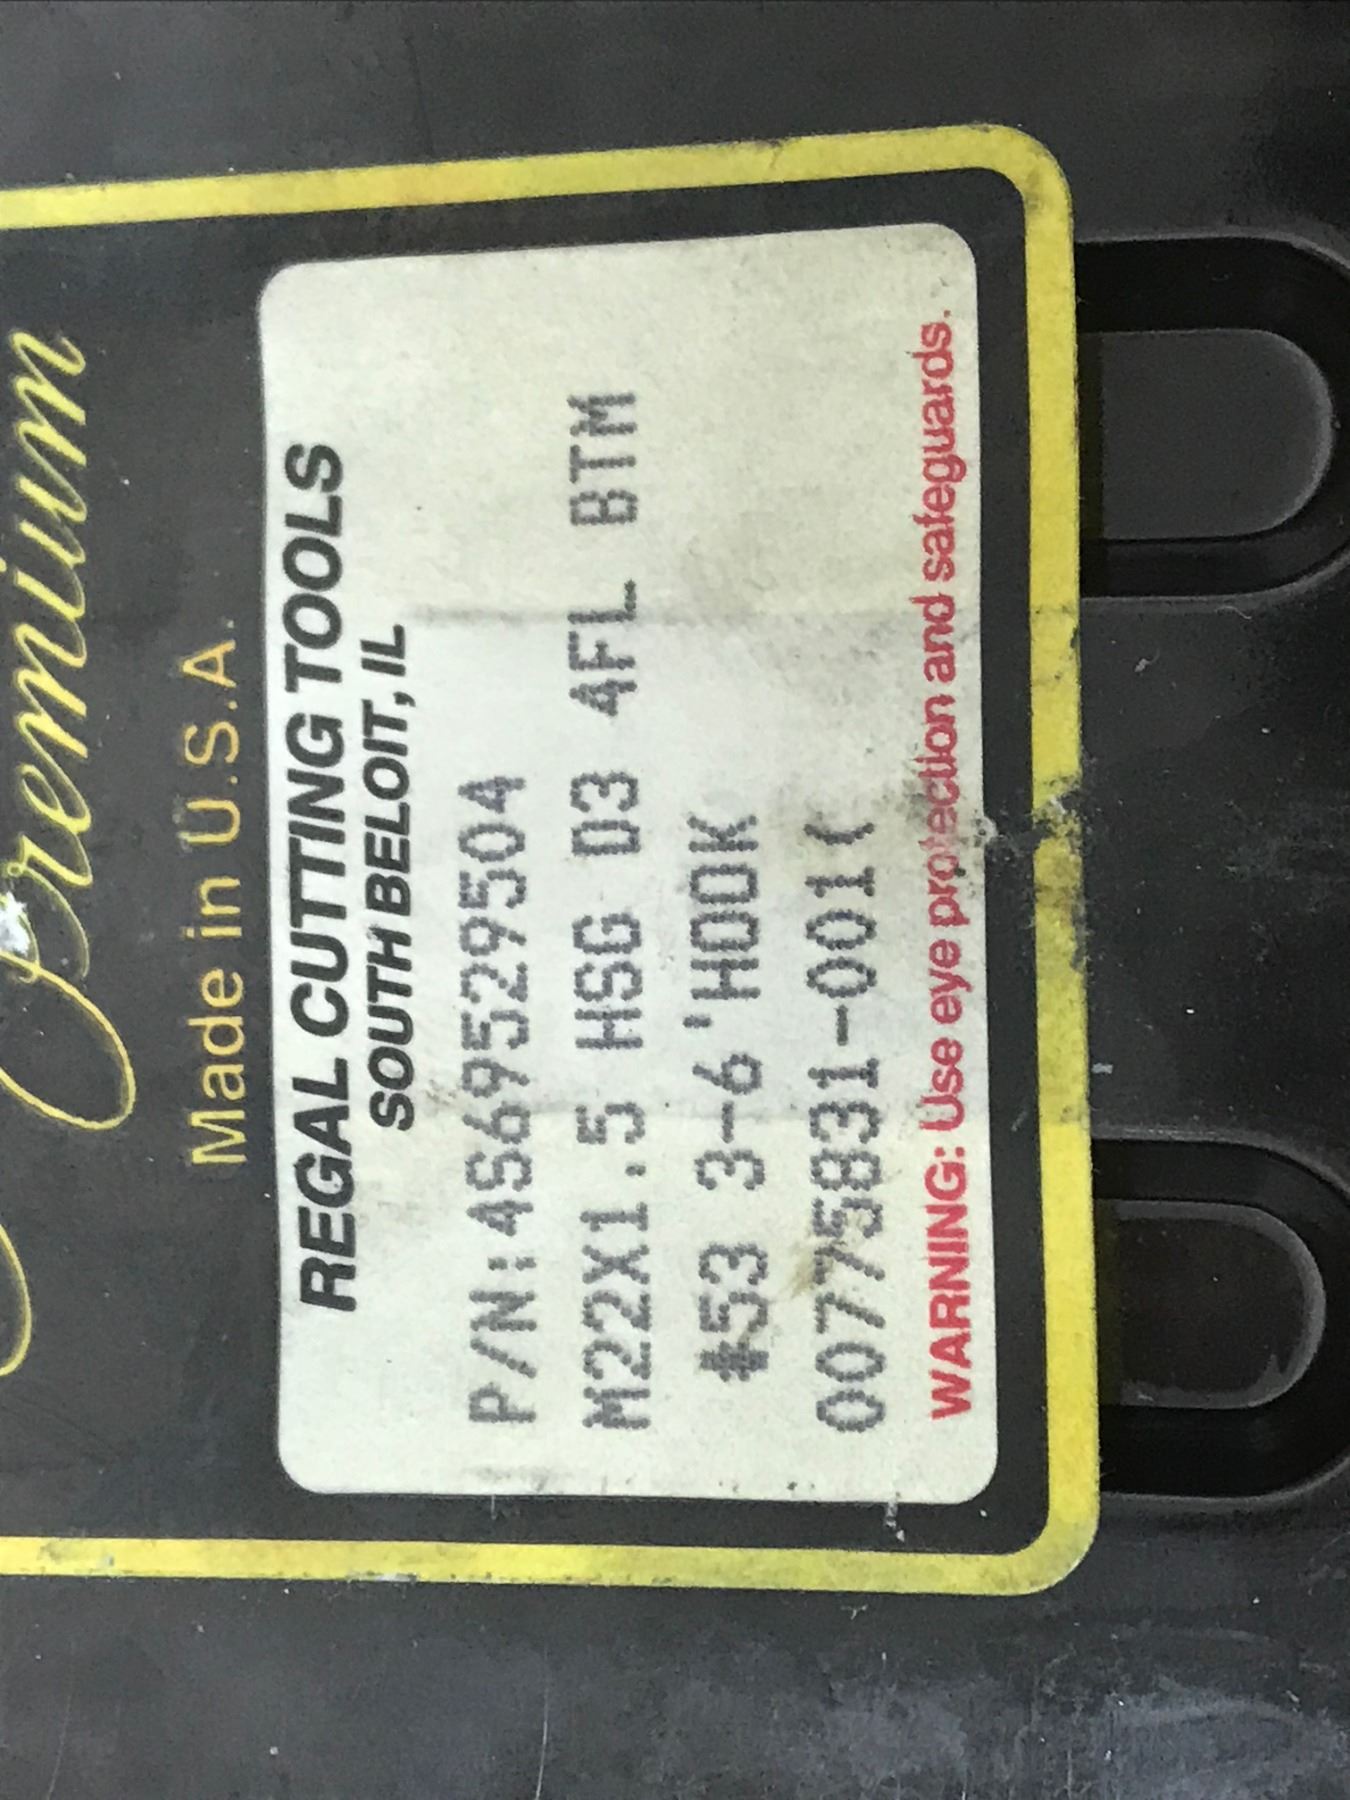 Premium
Made in U.S.A.
REGAL CUTTING TOOLS
SOUTH BELOIT, IL
P/N:4S69529504
M22X1.5 HSG D3 4FL BTM
#53 3-6'HOOK
00775831-001(
WARNING: Use eye protection and safeguards.